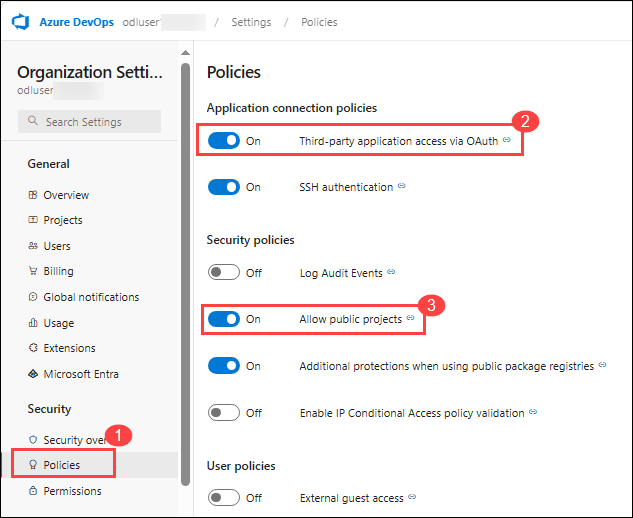 Azure DevOps odluser / Settings / Policies
Organization Setti...
odluser
Search Settings
General
Overview
Projects
Users
Billing
Global notifications
Usage
Extensions
Microsoft Entra
Security
Security over
1
Policies
Permissions
Policies
Application connection policies
2
On Third-party application access via OAuth
On SSH authentication
Security policies
Off Log Audit Events
3
On Allow public projects
On Additional protections when using public package registries
Off Enable IP Conditional Access policy validation
User policies
Off External guest access